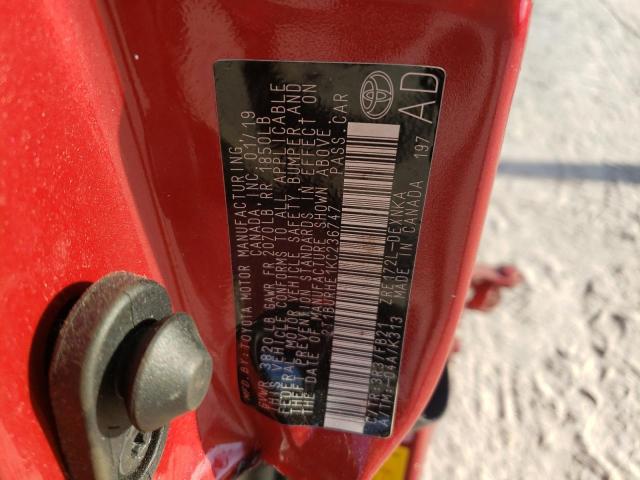 MFD.BY: TOYOTA MOTOR MANUFACTURING
CANADA INC. 01/19
GVWR 3820 LB GAWR FR 2070 LB RR 1850LB
THIS VEHICLE CONFORMS TO ALL APPLICABLE
FEDERAL MOTOR VEHICLE SAFETY BUMPER, AND
THEFT PREVENTION STANDARDS IN EFFECT ON
THE DATE OF MANUFACTURE SHOWN ABOVE.
2T1BURHE1KC236747 PASS.CAR
C/TR: 3R3/FB21 ZRE172L-DEXNKA
A/TM: -04A/K313 MADE IN CANADA 197
AD